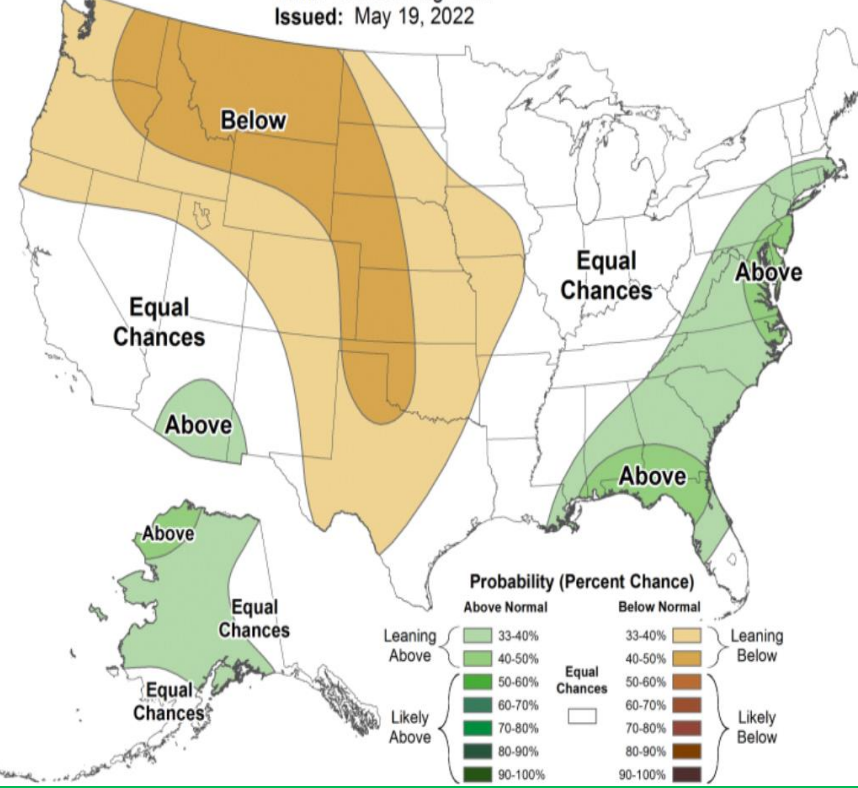 Issued: May 19, 2022
Below
Equal
Chances
Above
Equal
Chances
Above
Above
Above
Equal
Chances
Equal
Chances
Probability (Percent Chance)
Above Normal
Below Normal
Leaning
Above
33-40%
40-50%
Likely
Above
50-60%
60-70%
70-80%
80-90%
90-100%
Equal
Chances
33-40%
40-50%
Leaning
Below
50-60%
60-70%
70-80%
80-90%
90-100%
Likely
Below